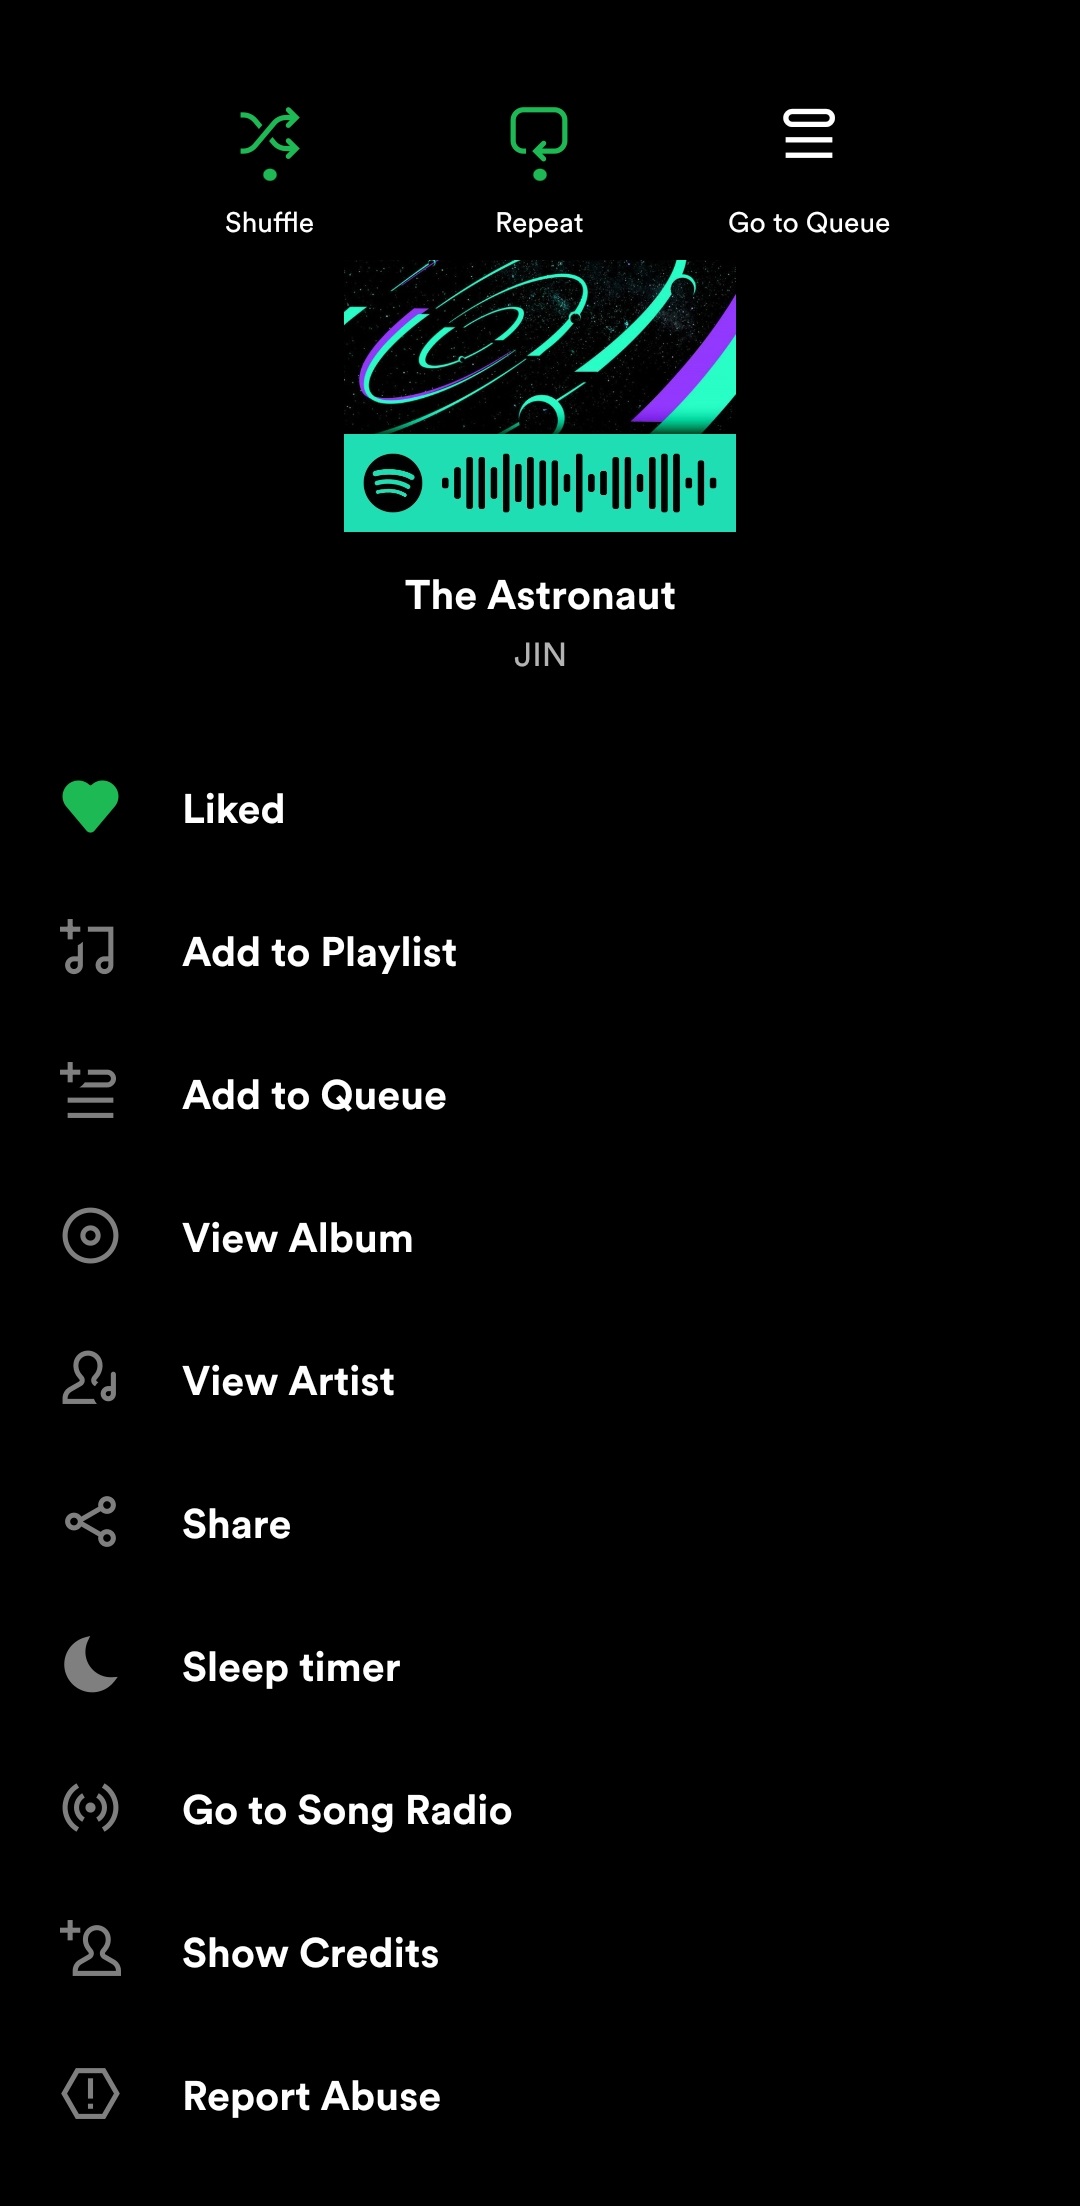 Shuffle
Repeat
Go to Queue
The Astronaut
JIN
Liked
Add to Playlist
Add to Queue
View Album
View Artist
Share
Sleep timer
Go to Song Radio
Show Credits
Report Abuse